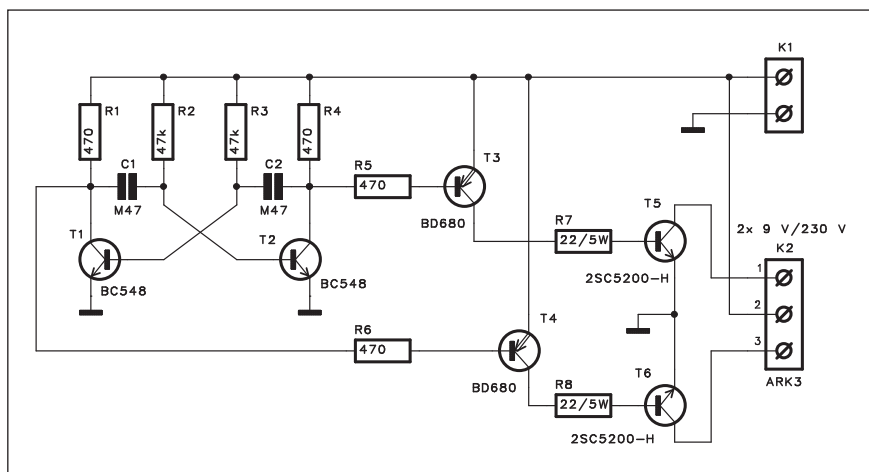 K1
R1
470
R2
47k
R3
47k
R4
470
C1
M47
C2
M47
R5
470
T3
BD680
T1
BC548
T2
BC548
R7
22/5W
T5
2SC5200-H
2x 9 V/230 V
K2
1
2
3
ARK3
R6
470
T4
BD680
R8
22/5W
T6
2SC5200-H